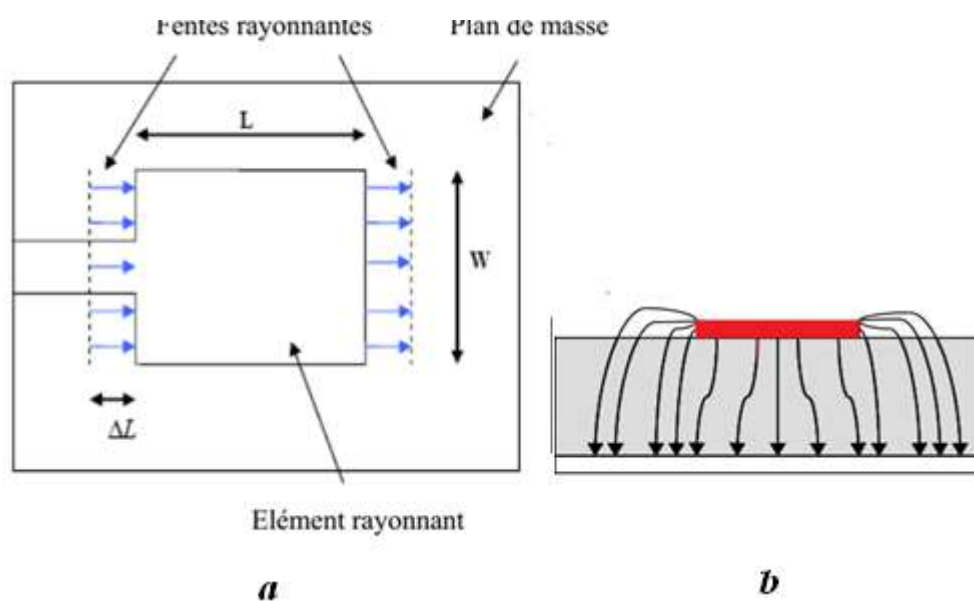 Fentes rayonnantes
Plan de masse
L
W
ΔL
Elément rayonnant
a
b